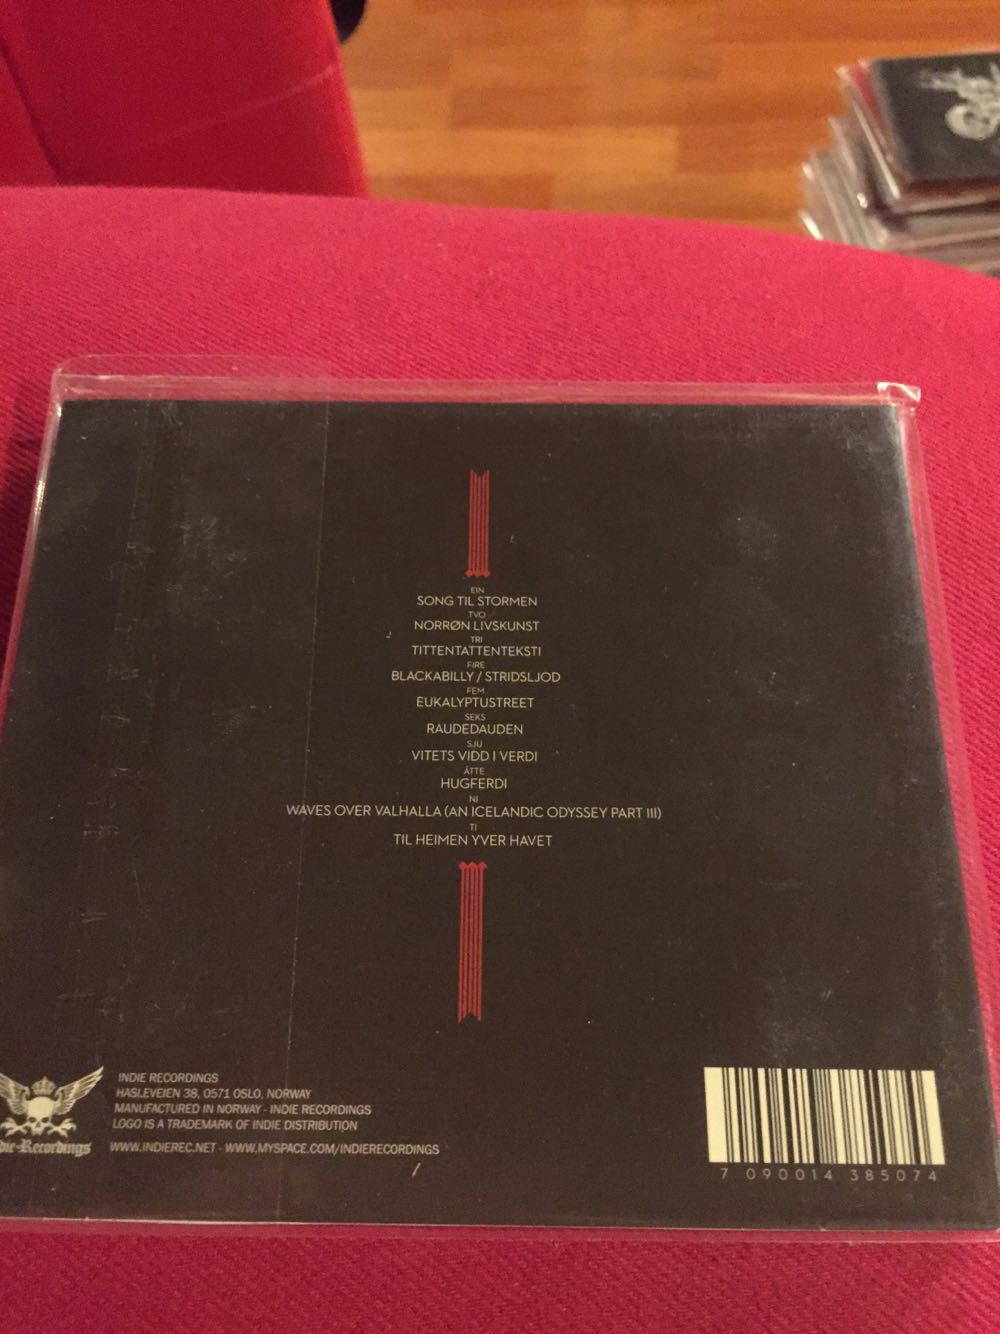 EIN
SONG TIL STORMEN
TVO
NORRØN LIVSKUNST
TRI
TITTENTATTENTEKSTI
FIRE
BLACKABILLY / STRIDSLJOD
FEM
EUKALYPTUSTREET
SEKS
RAUDEDAUDEN
SJU
VITETS VIDD I VERDI
ÅTTE
HUGFERDI
NI
WAVES OVER VALHALLA (AN ICELANDIC ODYSSEY PART III)
TI
TIL HEIMEN YVER HAVET
INDIE RECORDINGS
HASLEVEIEN 38, 0571 OSLO, NORWAY
MANUFACTURED IN NORWAY - INDIE RECORDINGS
LOGO IS A TRADEMARK OF INDIE DISTRIBUTION
die-Recordings
WWW.INDIEREC.NET - WWW.MYSPACE.COM/INDIERECORDINGS
7 090014 385074